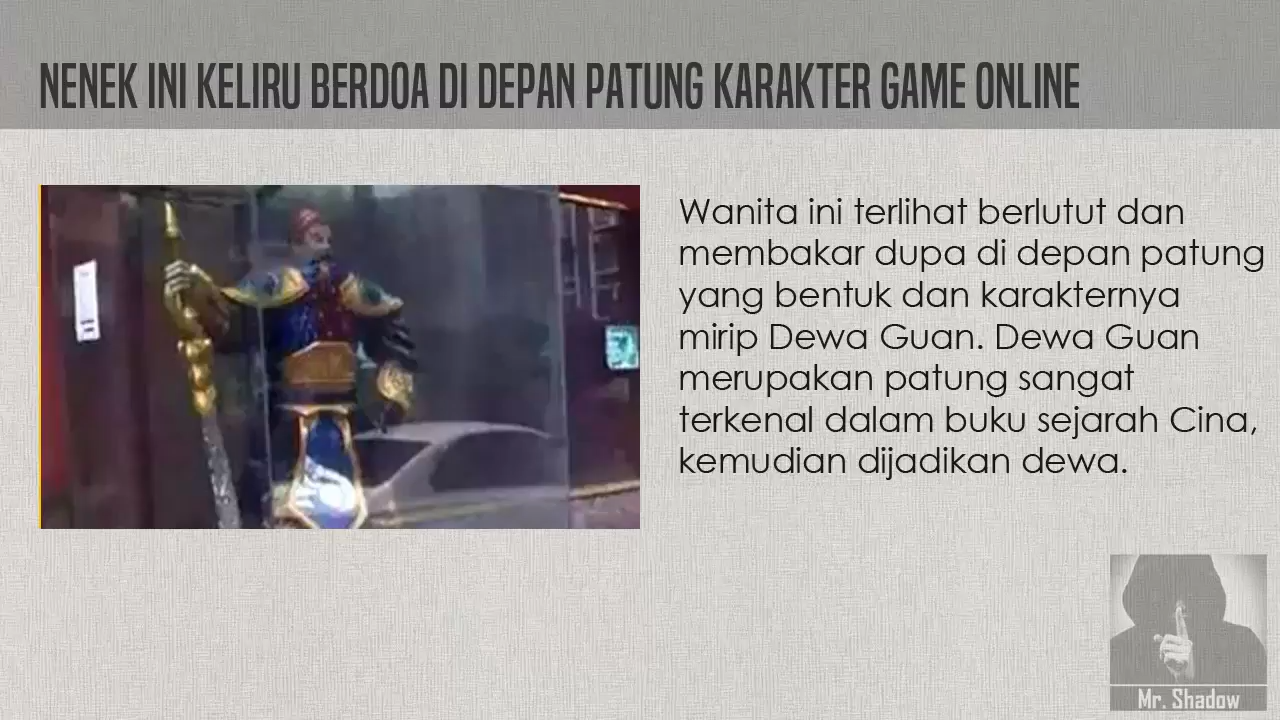 NENEK INI KELIRU BERDOA DI DEPAN PATUNG KARAKTER GAME ONLINE
Wanita ini terlihat berlutut dan
membakar dupa di depan patung
yang bentuk dan karakternya
mirip Dewa Guan. Dewa Guan
merupakan patung sangat
terkenal dalam buku sejarah Cina,
kemudian dijadikan dewa.
Mr. Shadow